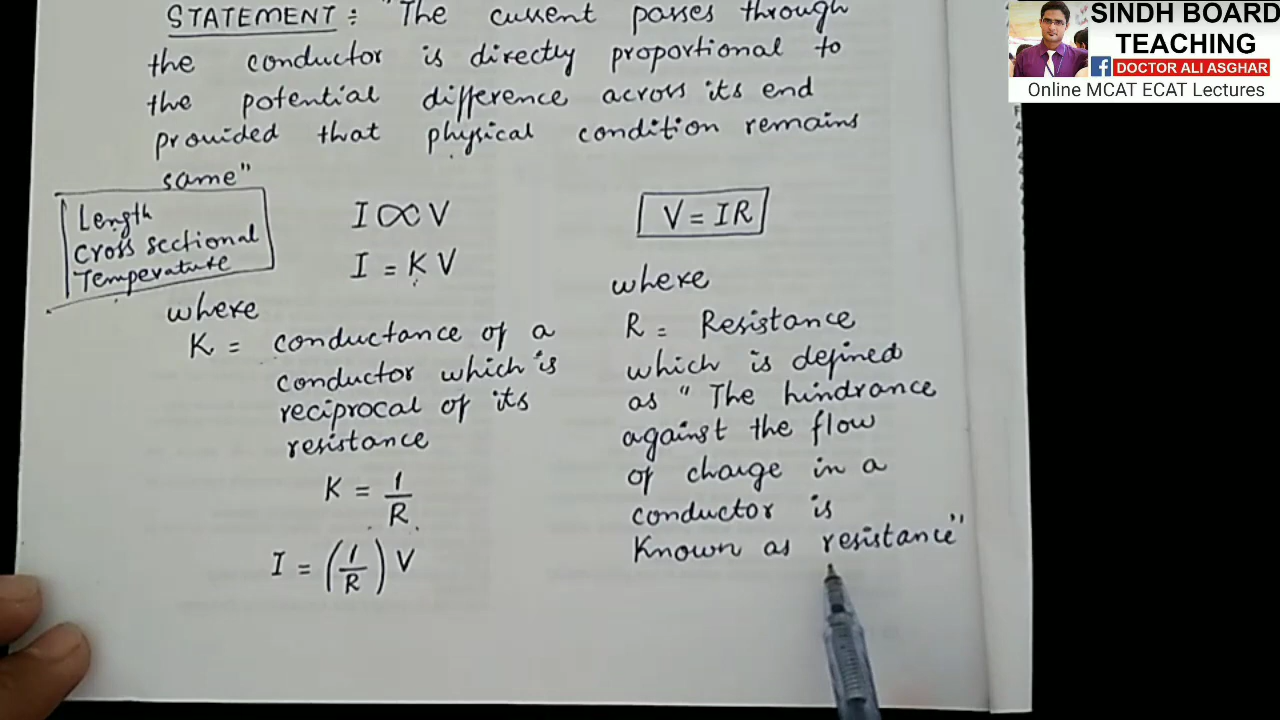 STATEMENT : "The current passes through
the conductor is directly proportional to
the potential difference across its end
provided that physical condition remains
same"
Length
Cross sectional
Temperature
I ∝ V
I = K V
where
K = conductance of a
conductor which is
reciprocal of its
resistance
K = 1/R
I = (1/R) V
V = IR
where
R = Resistance
which is defined
as " The hindrance
against the flow
of charge in a
conductor is
Known as resistance"
SINDH BOARD
TEACHING
f DOCTOR ALI ASGHAR
Online MCAT ECAT Lectures